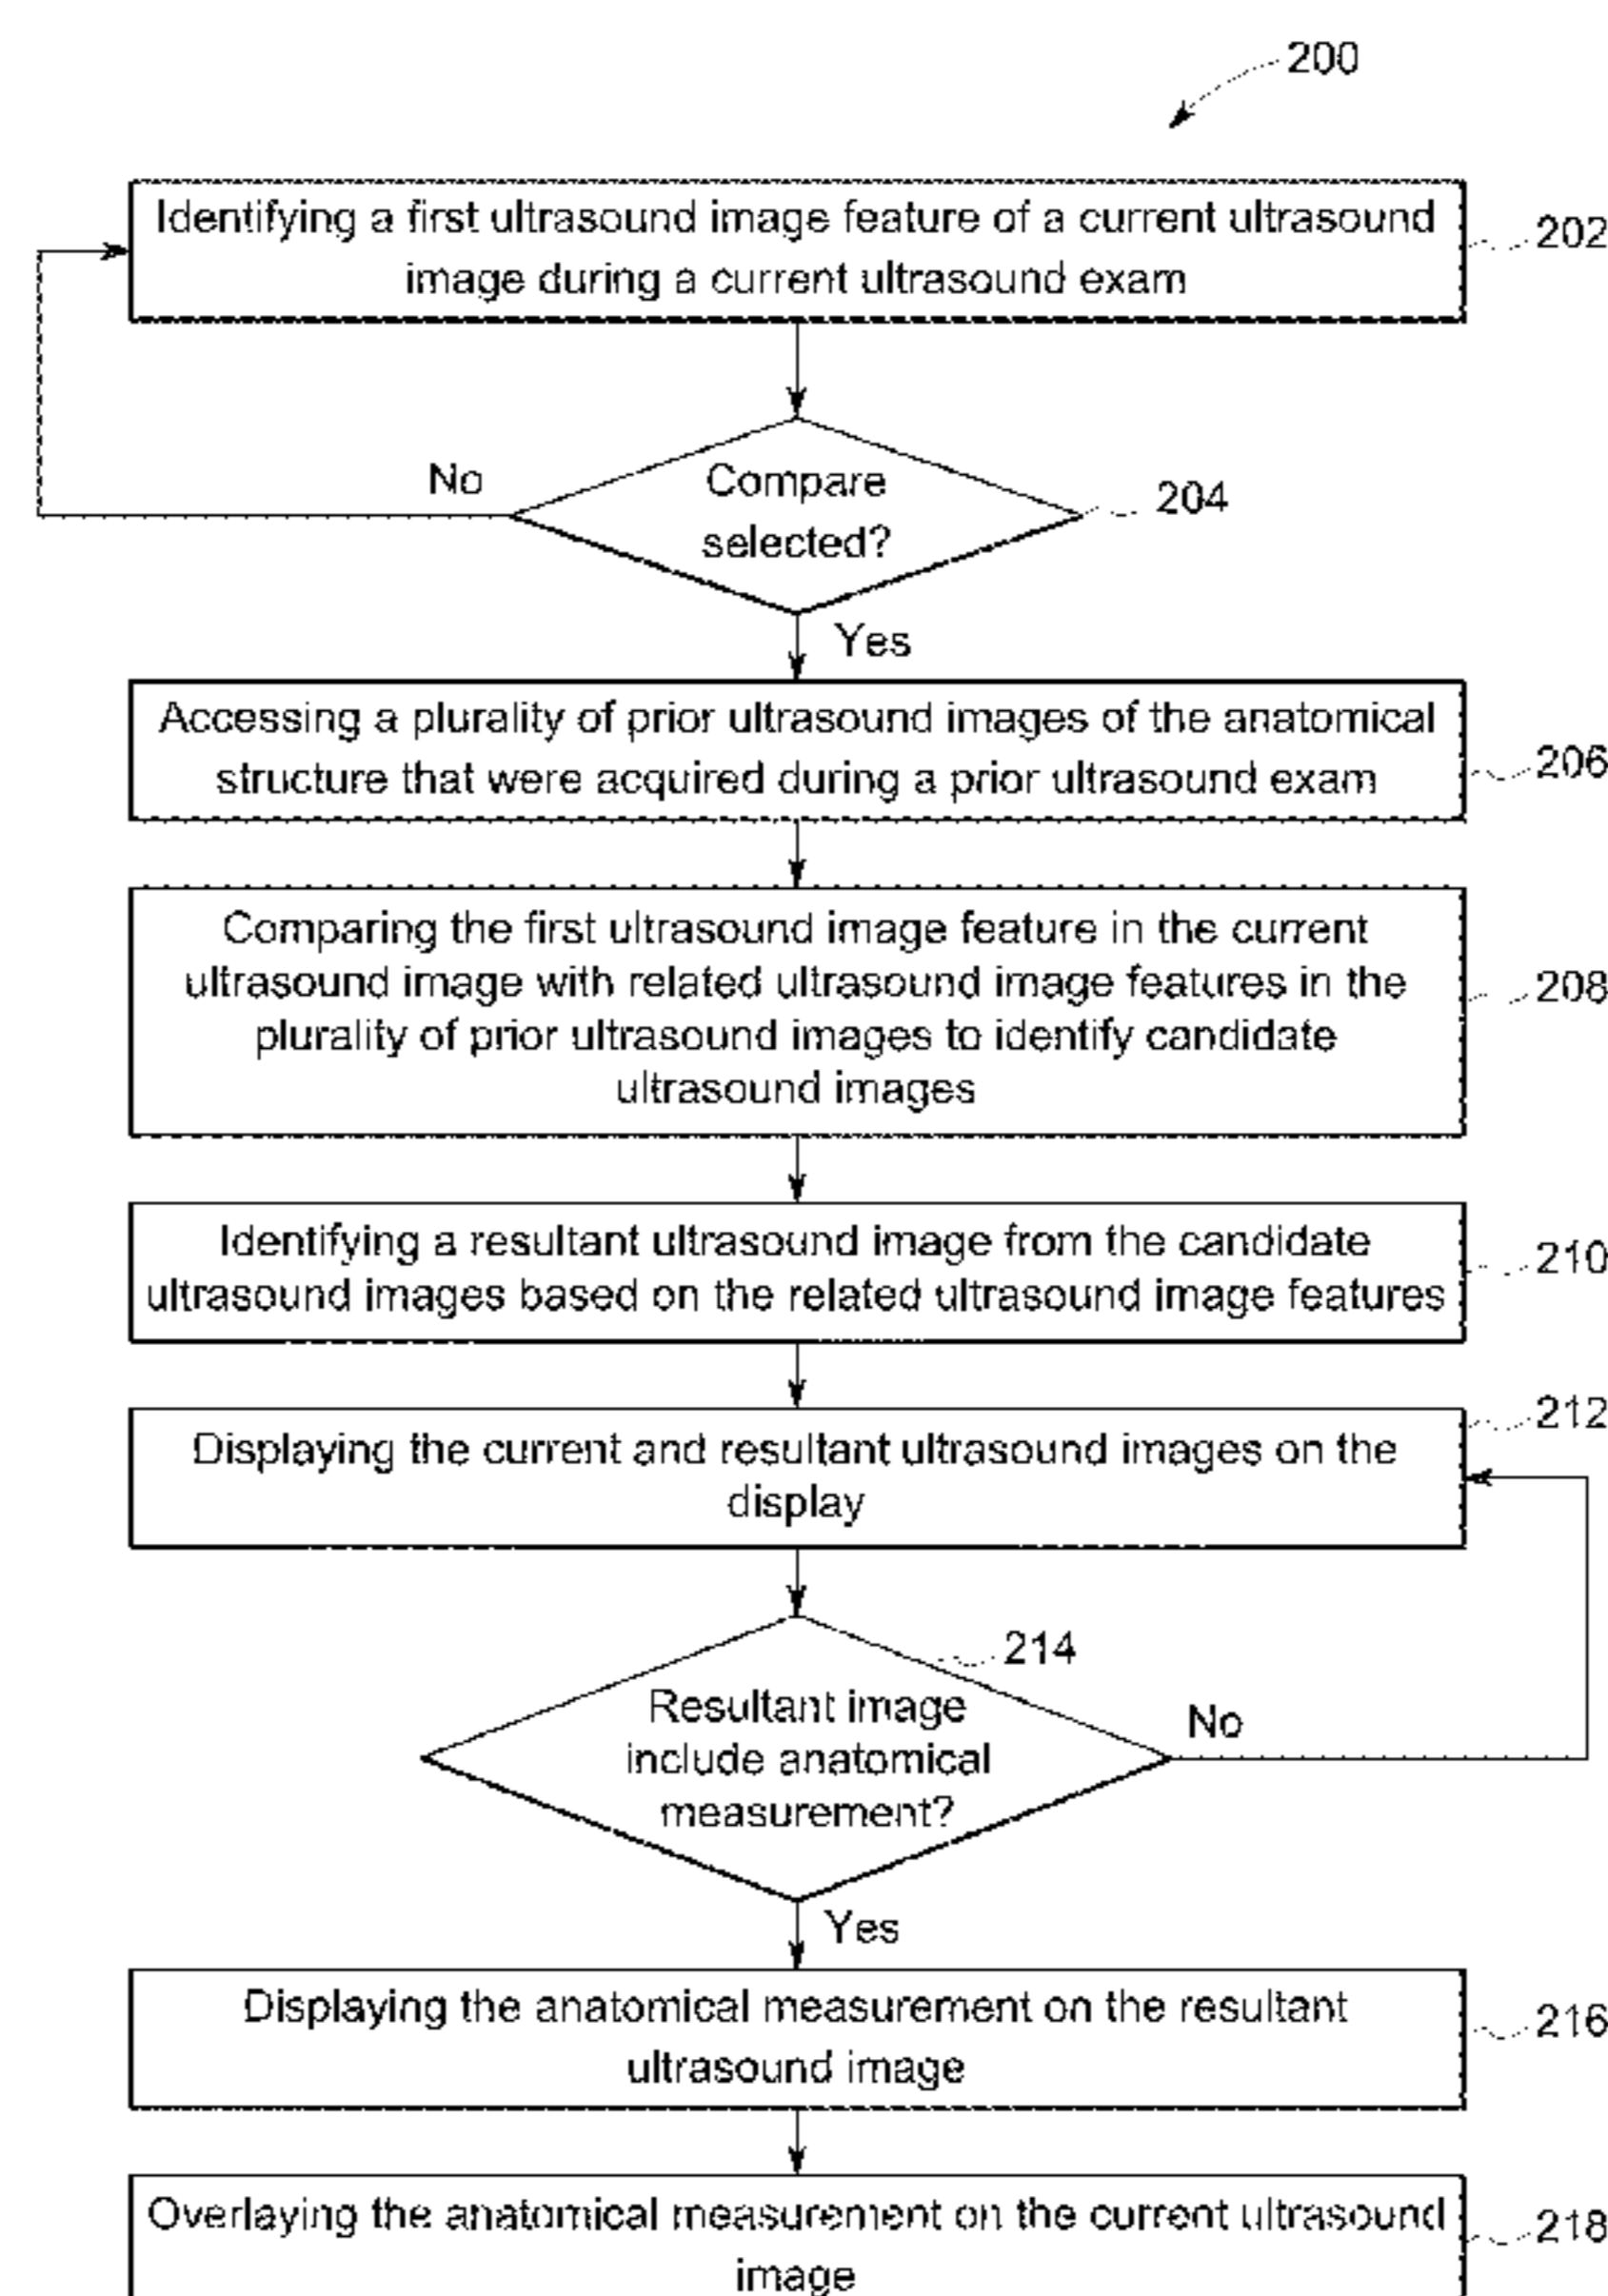 200
Identifying a first ultrasound image feature of a current ultrasound
image during a current ultrasound exam
202
No
Compare
selected?
204
Yes
Accessing a plurality of prior ultrasound images of the anatomical
structure that were acquired during a prior ultrasound exam
206
Comparing the first ultrasound image feature in the current
ultrasound image with related ultrasound image features in the
plurality of prior ultrasound images to identify candidate
ultrasound images
208
Identifying a resultant ultrasound image from the candidate
ultrasound images based on the related ultrasound image features
210
212
Displaying the current and resultant ultrasound images on the
display
214
Resultant image
include anatomical
measurement?
No
Yes
Displaying the anatomical measurement on the resultant
ultrasound image
216
Overlaying the anatomical measurement on the current ultrasound
image
218